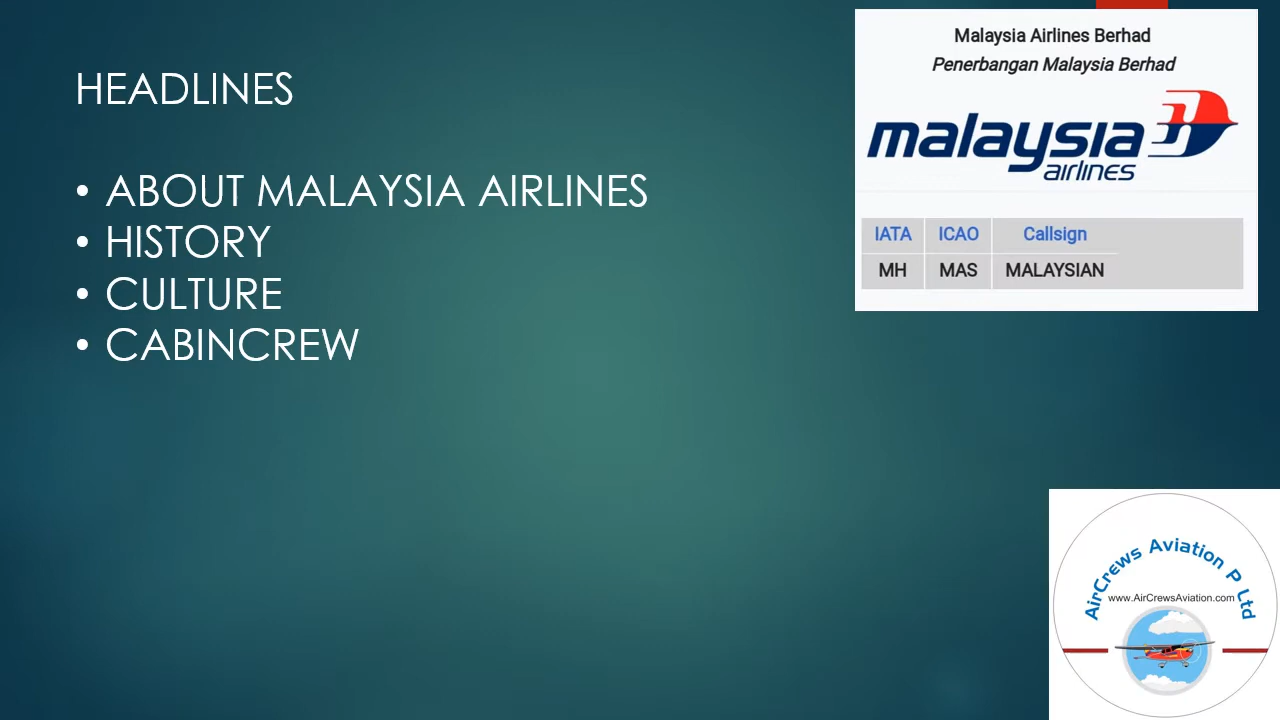 HEADLINES
• ABOUT MALAYSIA AIRLINES
• HISTORY
• CULTURE
• CABINCREW
Malaysia Airlines Berhad
Penerbangan Malaysia Berhad
malaysia
airlines
IATA ICAO Callsign
MH MAS MALAYSIAN
AirCrews Aviation P Ltd
www.AirCrewsAviation.com